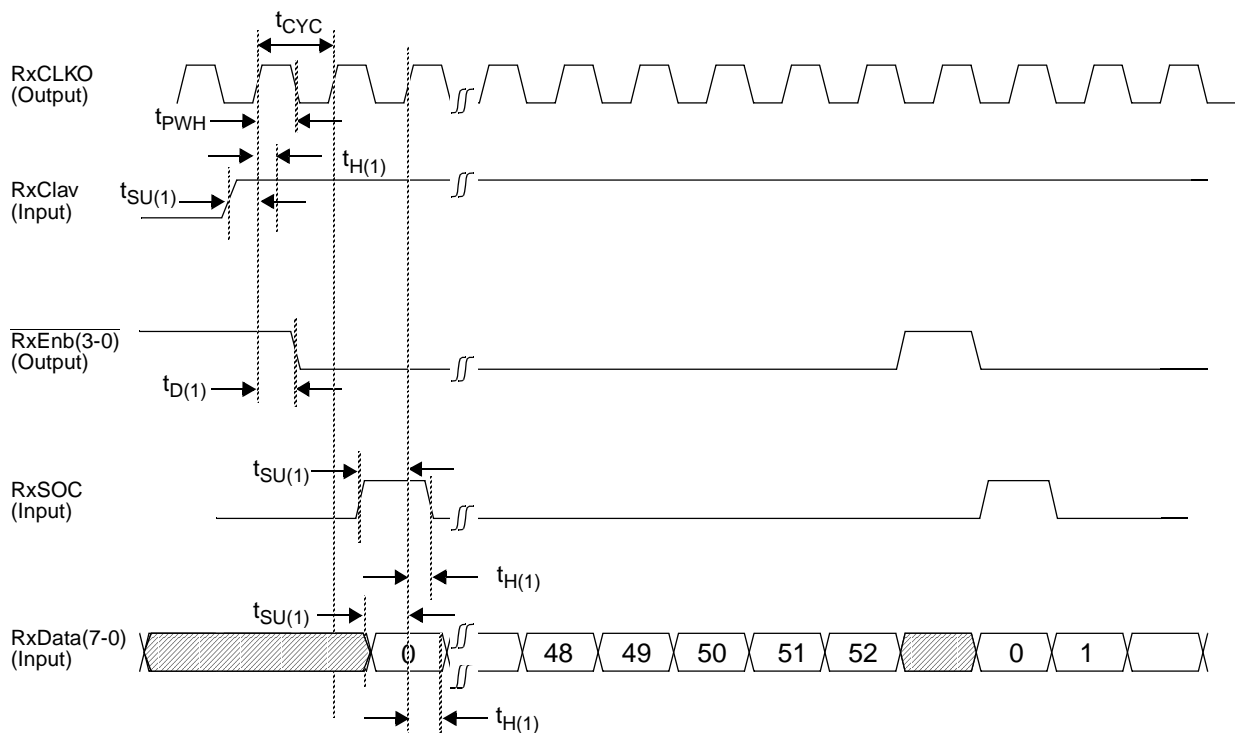 tCYC
RxCLKO
(Output)
tPWH
tH(1)
RxClav
(Input)
tSU(1)
RxEnb(3-0)
(Output)
tD(1)
tSU(1)
RxSOC
(Input)
tH(1)
tSU(1)
RxData(7-0)
(Input)
0 48 49 50 51 52 0 1
tH(1)